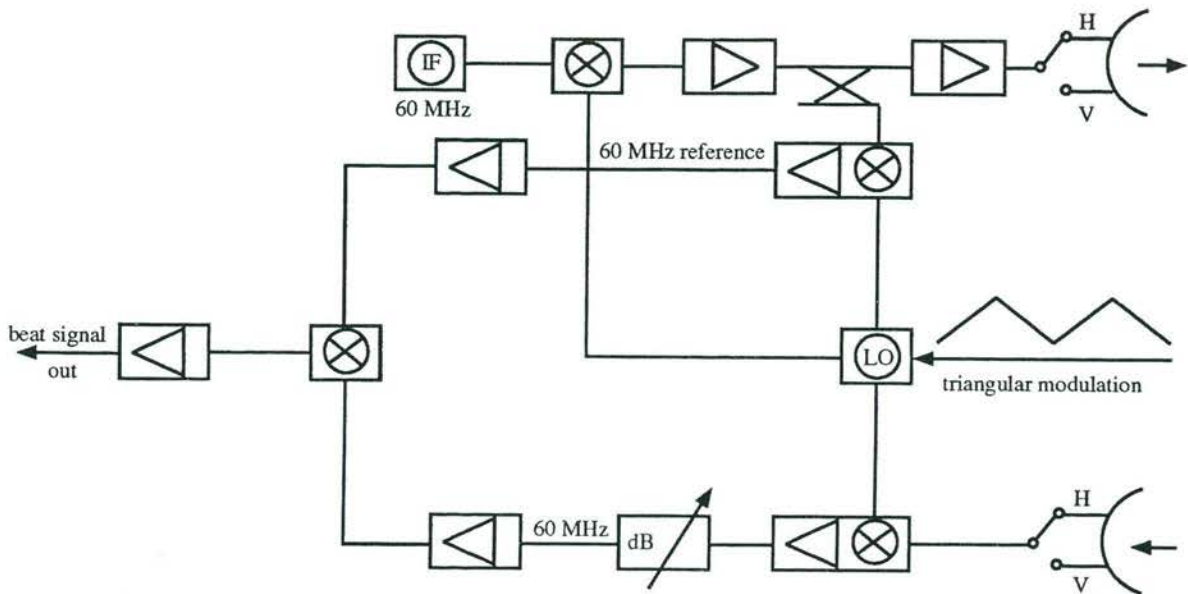 H
IF
60 MHz
V
60 MHz reference
beat signal
out
LO
triangular modulation
H
60 MHz
dB
V